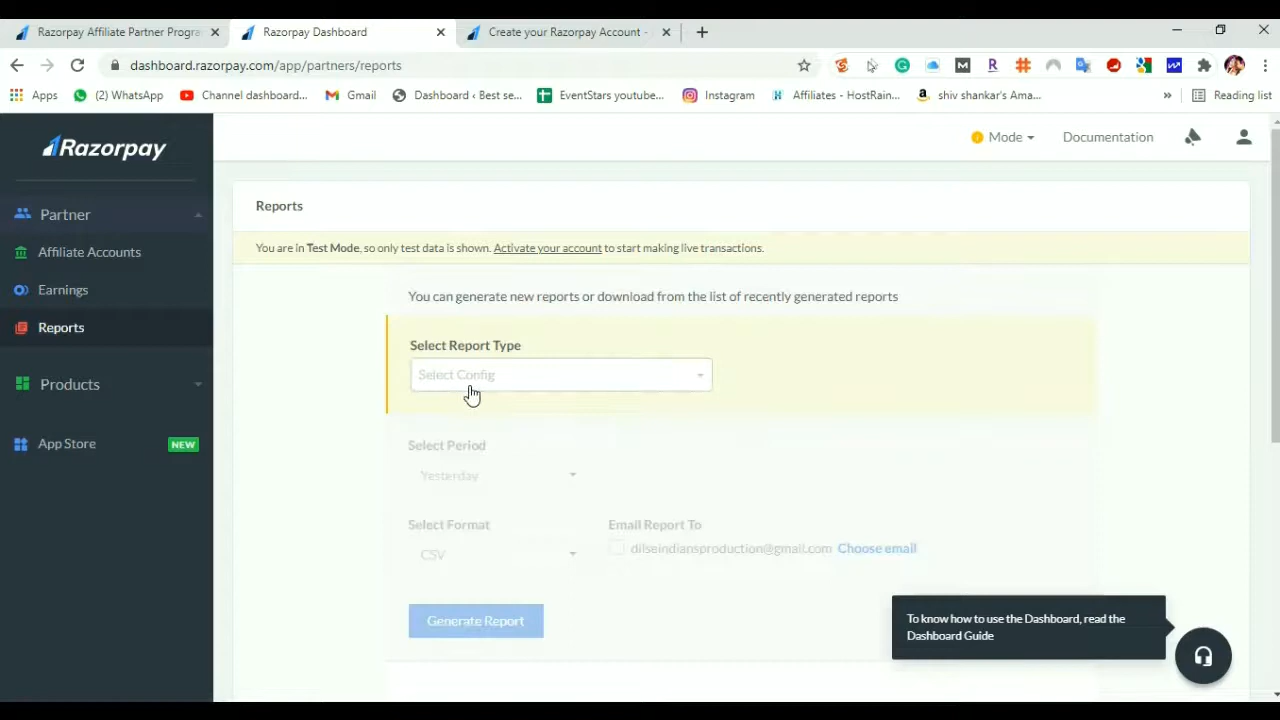 Razorpay Affiliate Partner Progra
Razorpay Dashboard
Create your Razorpay Account -
dashboard.razorpay.com/app/partners/reports
Apps
(2) WhatsApp
Channel dashboard...
Gmail
Dashboard ‹ Best se...
EventStars youtube...
Instagram
Affiliates - HostRain...
shiv shankar's Ama...
»
Reading list
Razorpay
Mode
Documentation
Partner
Affiliate Accounts
Earnings
Reports
Products
App Store
NEW
Reports
You are in Test Mode, so only test data is shown. Activate your account to start making live transactions.
You can generate new reports or download from the list of recently generated reports
Select Report Type
Select Config
Select Period
Yesterday
Select Format
Email Report To
CSV
dilseindiansproduction@gmail.com Choose email
Generate Report
To know how to use the Dashboard, read the
Dashboard Guide